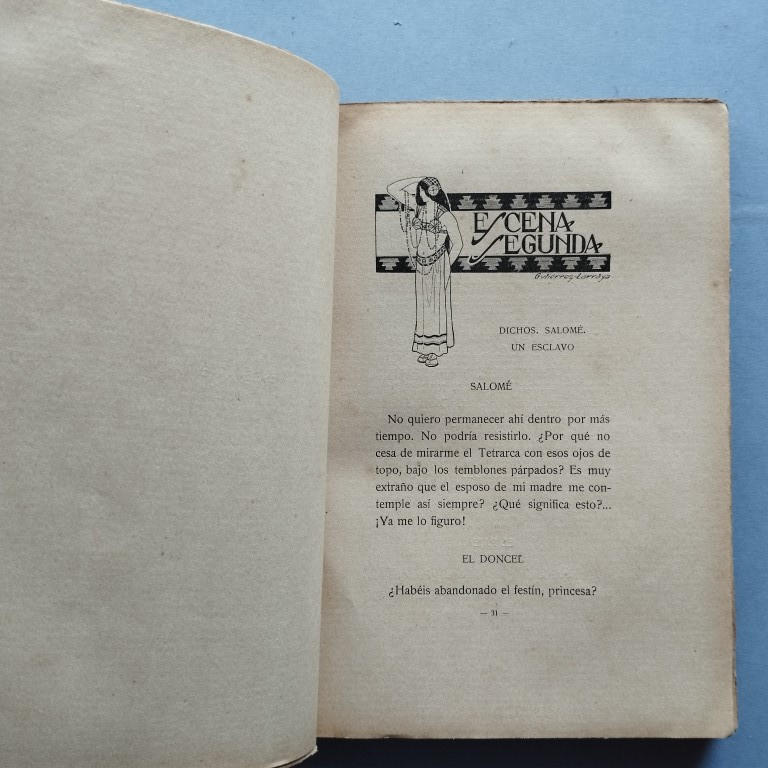 ESCENA
SEGUNDA
Gutierrez-Larraya
DICHOS. SALOMÉ.
UN ESCLAVO
SALOMÉ
No quiero permanecer ahí dentro por más
tiempo. No podría resistirlo. ¿Por qué no
cesa de mirarme el Tetrarca con esos ojos de
topo, bajo los temblones párpados? Es muy
extraño que el esposo de mi madre me con-
temple así siempre? ¿Qué significa esto?...
¡Ya me lo figuro!
EL DONCEL
¿Habéis abandonado el festín, princesa?
— 31 —